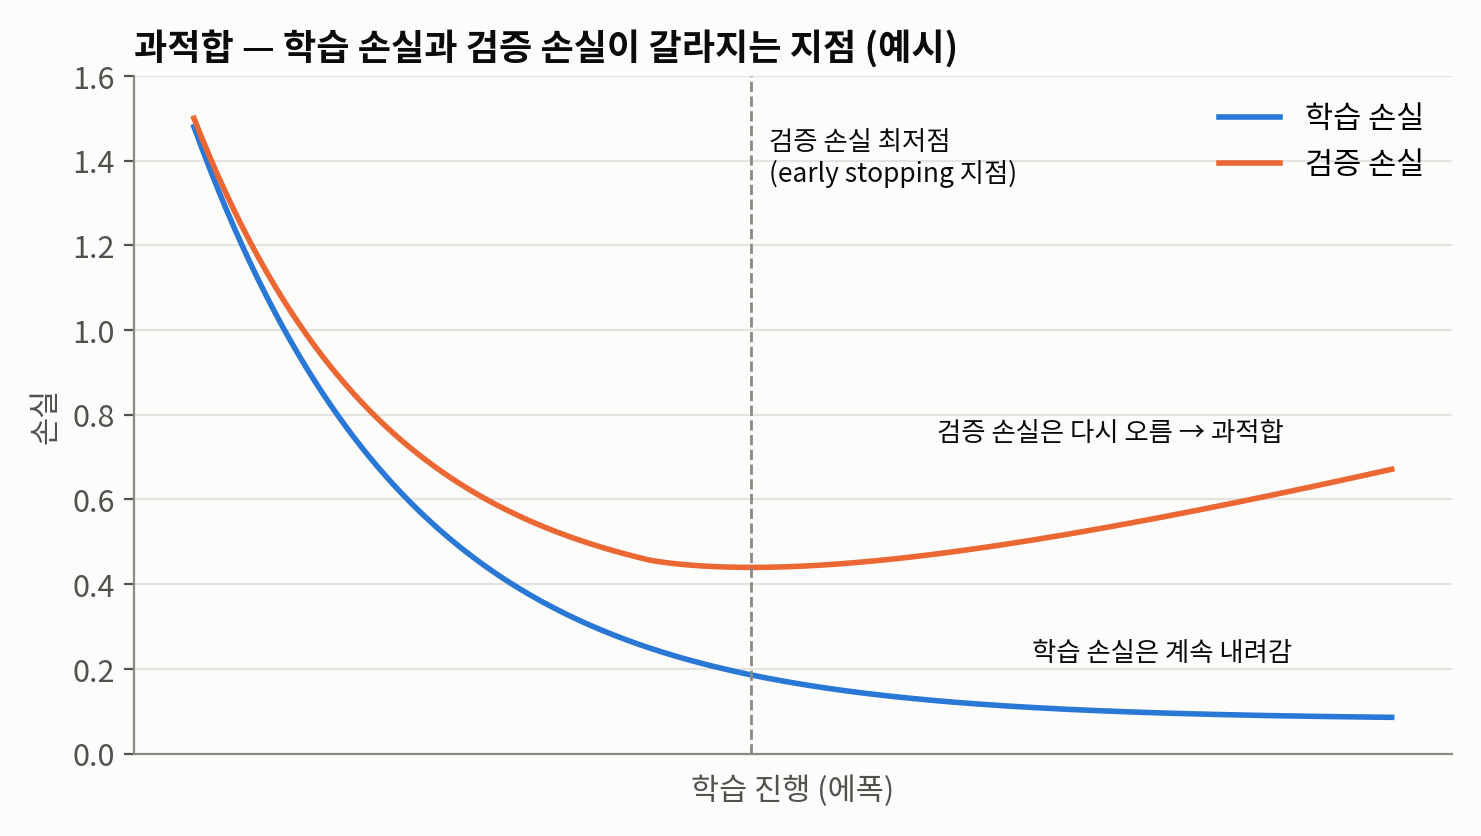 과적합 — 학습 손실과 검증 손실이 갈라지는 지점 (예시)
1.6
1.4
1.2
1.0
0.8
0.6
0.4
0.2
0.0
손실
검증 손실 최저점
(early stopping 지점)
학습 손실
검증 손실
검증 손실은 다시 오름 → 과적합
학습 손실은 계속 내려감
학습 진행 (에폭)